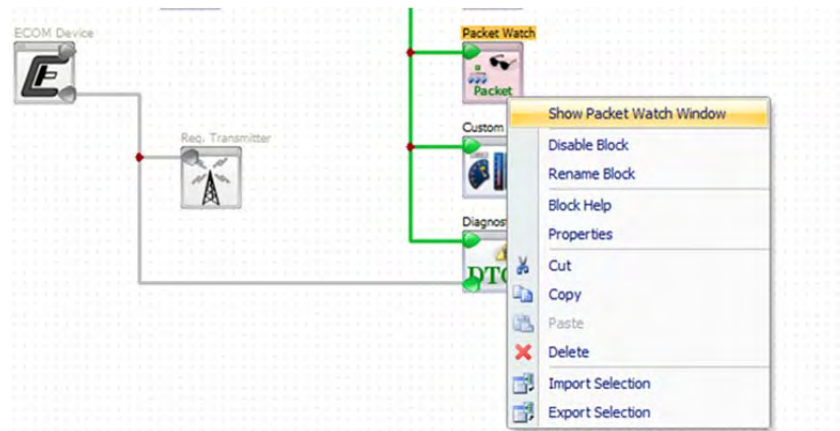 ECOM Device
Packet Watch
Packet
Show Packet Watch Window
Req. Transmitter
Custom
Disable Block
Rename Block
Block Help
Properties
Diagnos
DTC
Cut
Copy
Paste
Delete
Import Selection
Export Selection